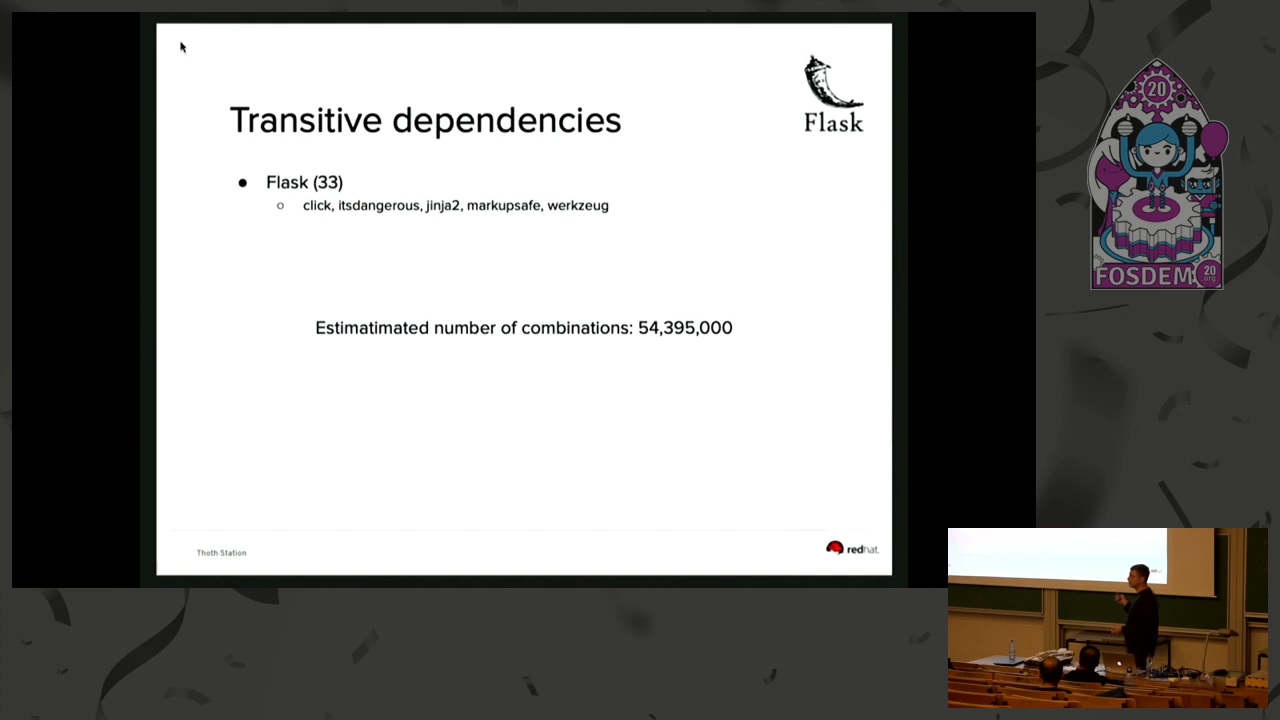 Transitive dependencies
Flask
● Flask (33)
○ click, itsdangerous, jinja2, markupsafe, werkzeug
Estimatimated number of combinations: 54,395,000
Thoth Station
redhat.
20
FOSDEM
20
.org